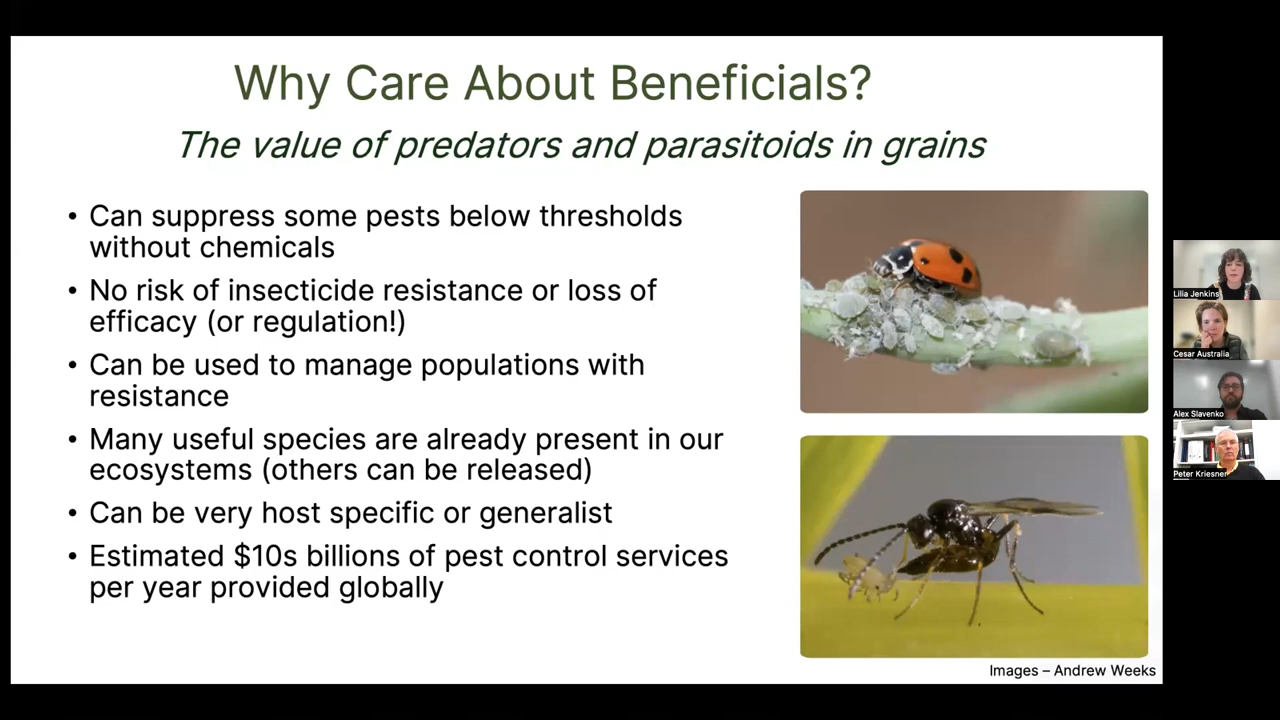 Why Care About Beneficials?
The value of predators and parasitoids in grains
• Can suppress some pests below thresholds
without chemicals
• No risk of insecticide resistance or loss of
efficacy (or regulation!)
• Can be used to manage populations with
resistance
• Many useful species are already present in our
ecosystems (others can be released)
• Can be very host specific or generalist
• Estimated $10s billions of pest control services
per year provided globally
Images – Andrew Weeks
Lilia Jenkins
Cesar Australia
Alex Slavenko
Peter Kriesner